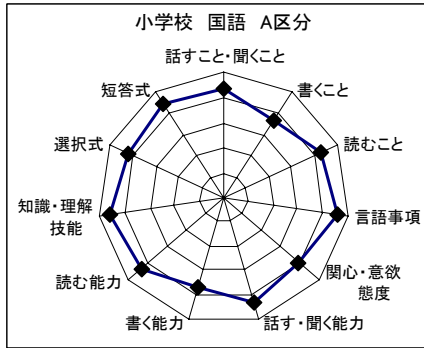 小学校 国語 A区分
話すこと・聞くこと
書くこと
読むこと
言語事項
関心・意欲
態度
話す・聞く能力
書く能力
読む能力
知識・理解
技能
選択式
短答式